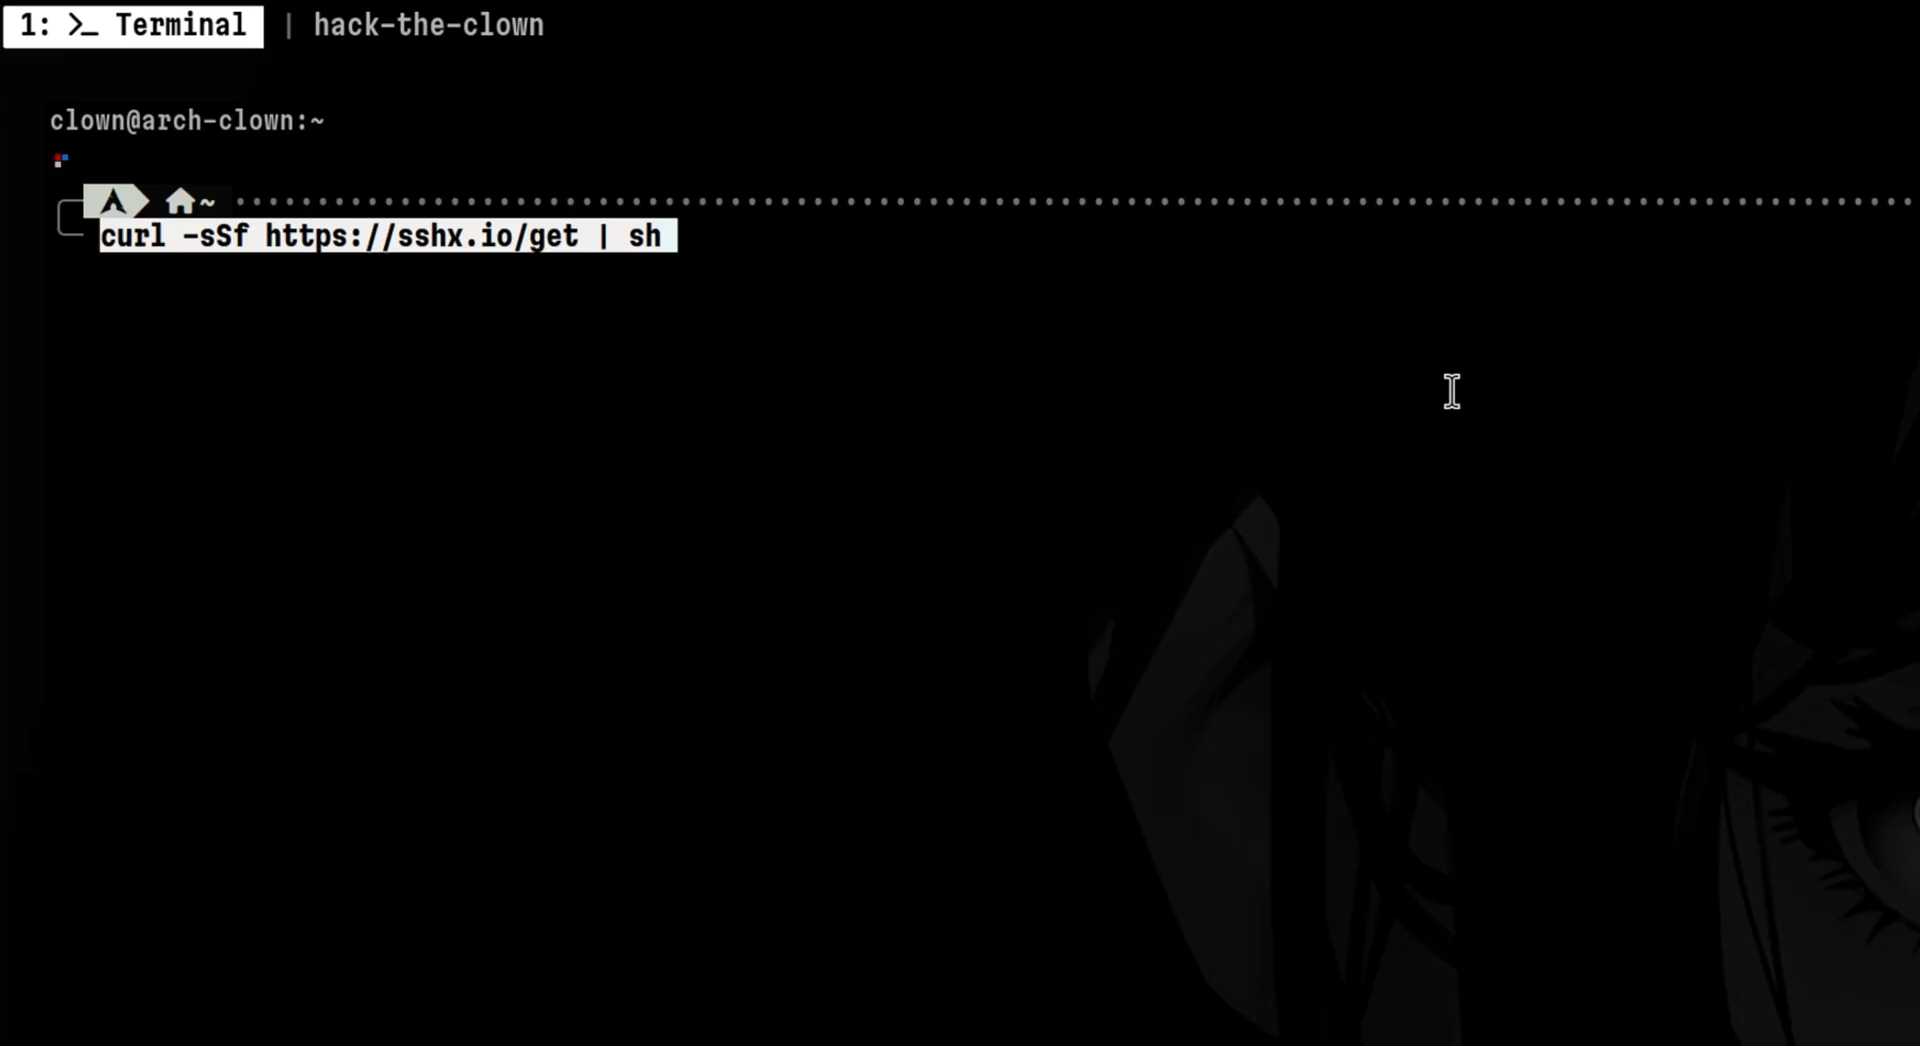 1: >_ Terminal | hack-the-clown
clown@arch-clown:~
~
curl -sSf https://sshx.io/get | sh